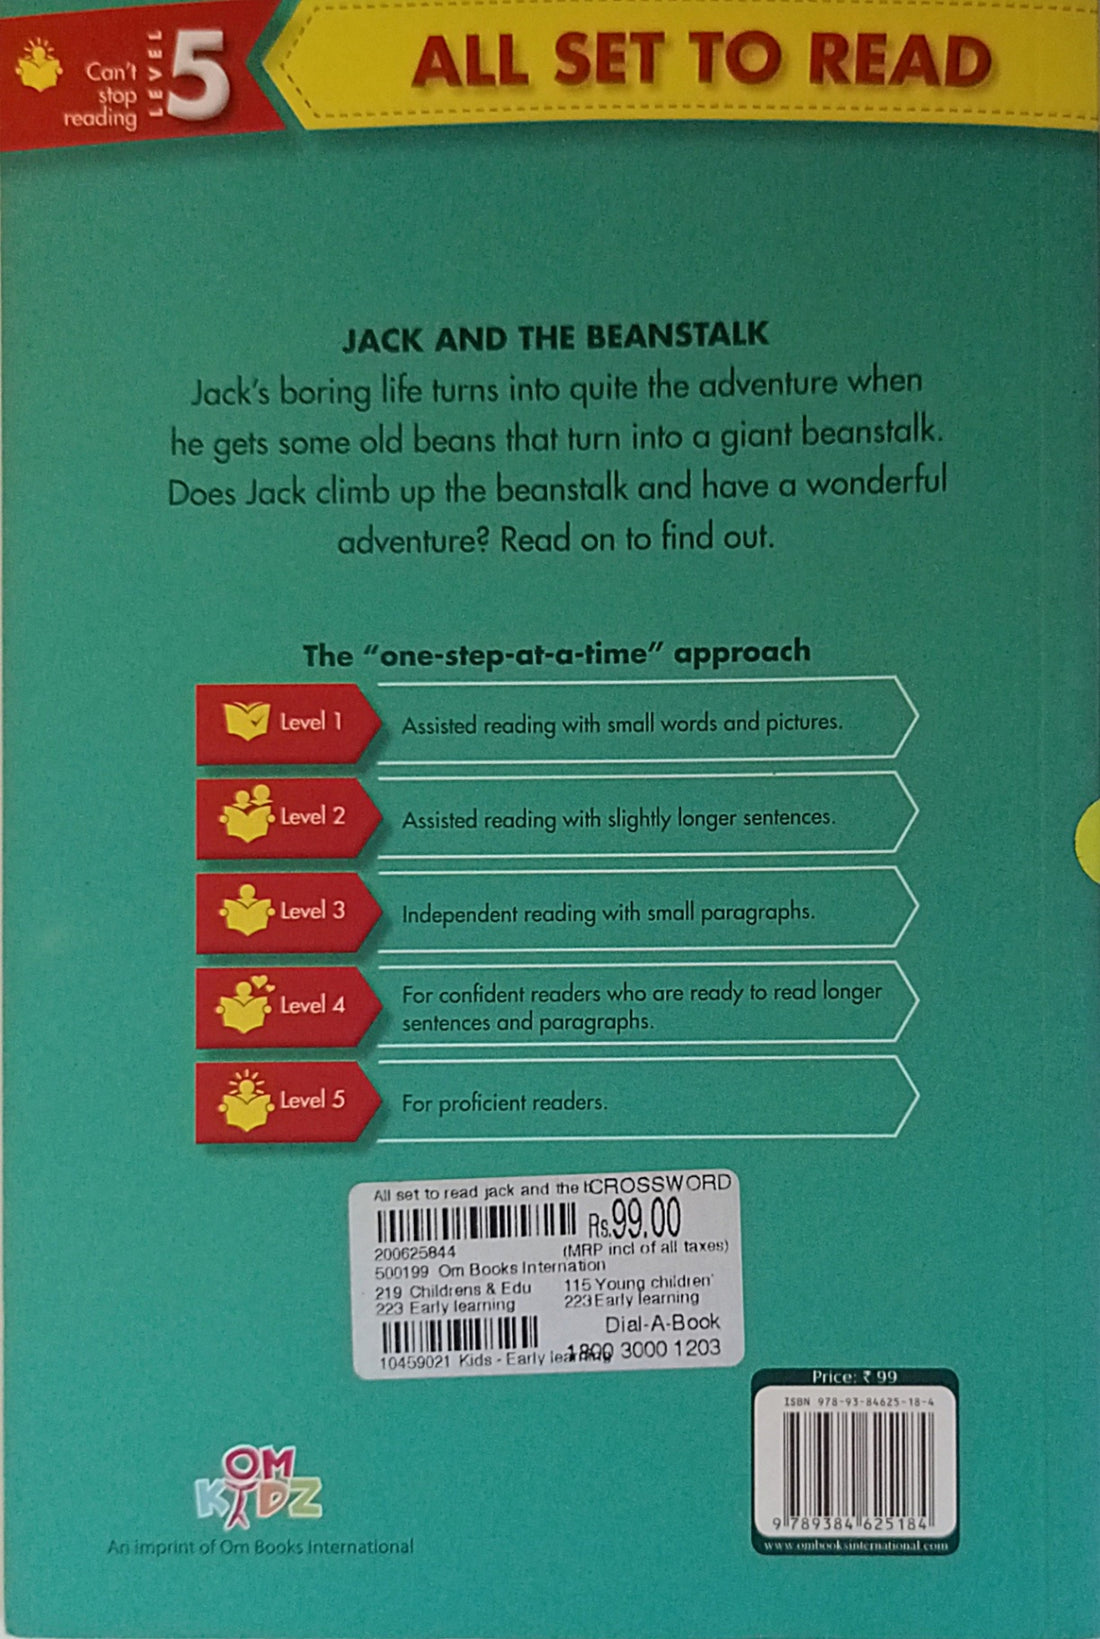 Can't
stop
reading
LEVEL
5
ALL SET TO READ
JACK AND THE BEANSTALK
Jack's boring life turns into quite the adventure when
he gets some old beans that turn into a giant beanstalk.
Does Jack climb up the beanstalk and have a wonderful
adventure? Read on to find out.
The “one-step-at-a-time” approach
Level 1
Assisted reading with small words and pictures.
Level 2
Assisted reading with slightly longer sentences.
Level 3
Independent reading with small paragraphs.
Level 4
For confident readers who are ready to read longer
sentences and paragraphs.
Level 5
For proficient readers.
All set to read jack and the CROSSWORD
Rs.99.00
200625844 (MRP incl of all taxes)
500199 Om Books Internation
219 Childrens & Edu 115 Young children'
223 Early learning 223 Early learning
Dial-A-Book
10459021 Kids - Early learning 1800 3000 1203
Price: ₹ 99
ISBN 978-93-84625-18-4
9 789384 625184
www.ombooksinternational.com
OM
KIDZ
An imprint of Om Books International